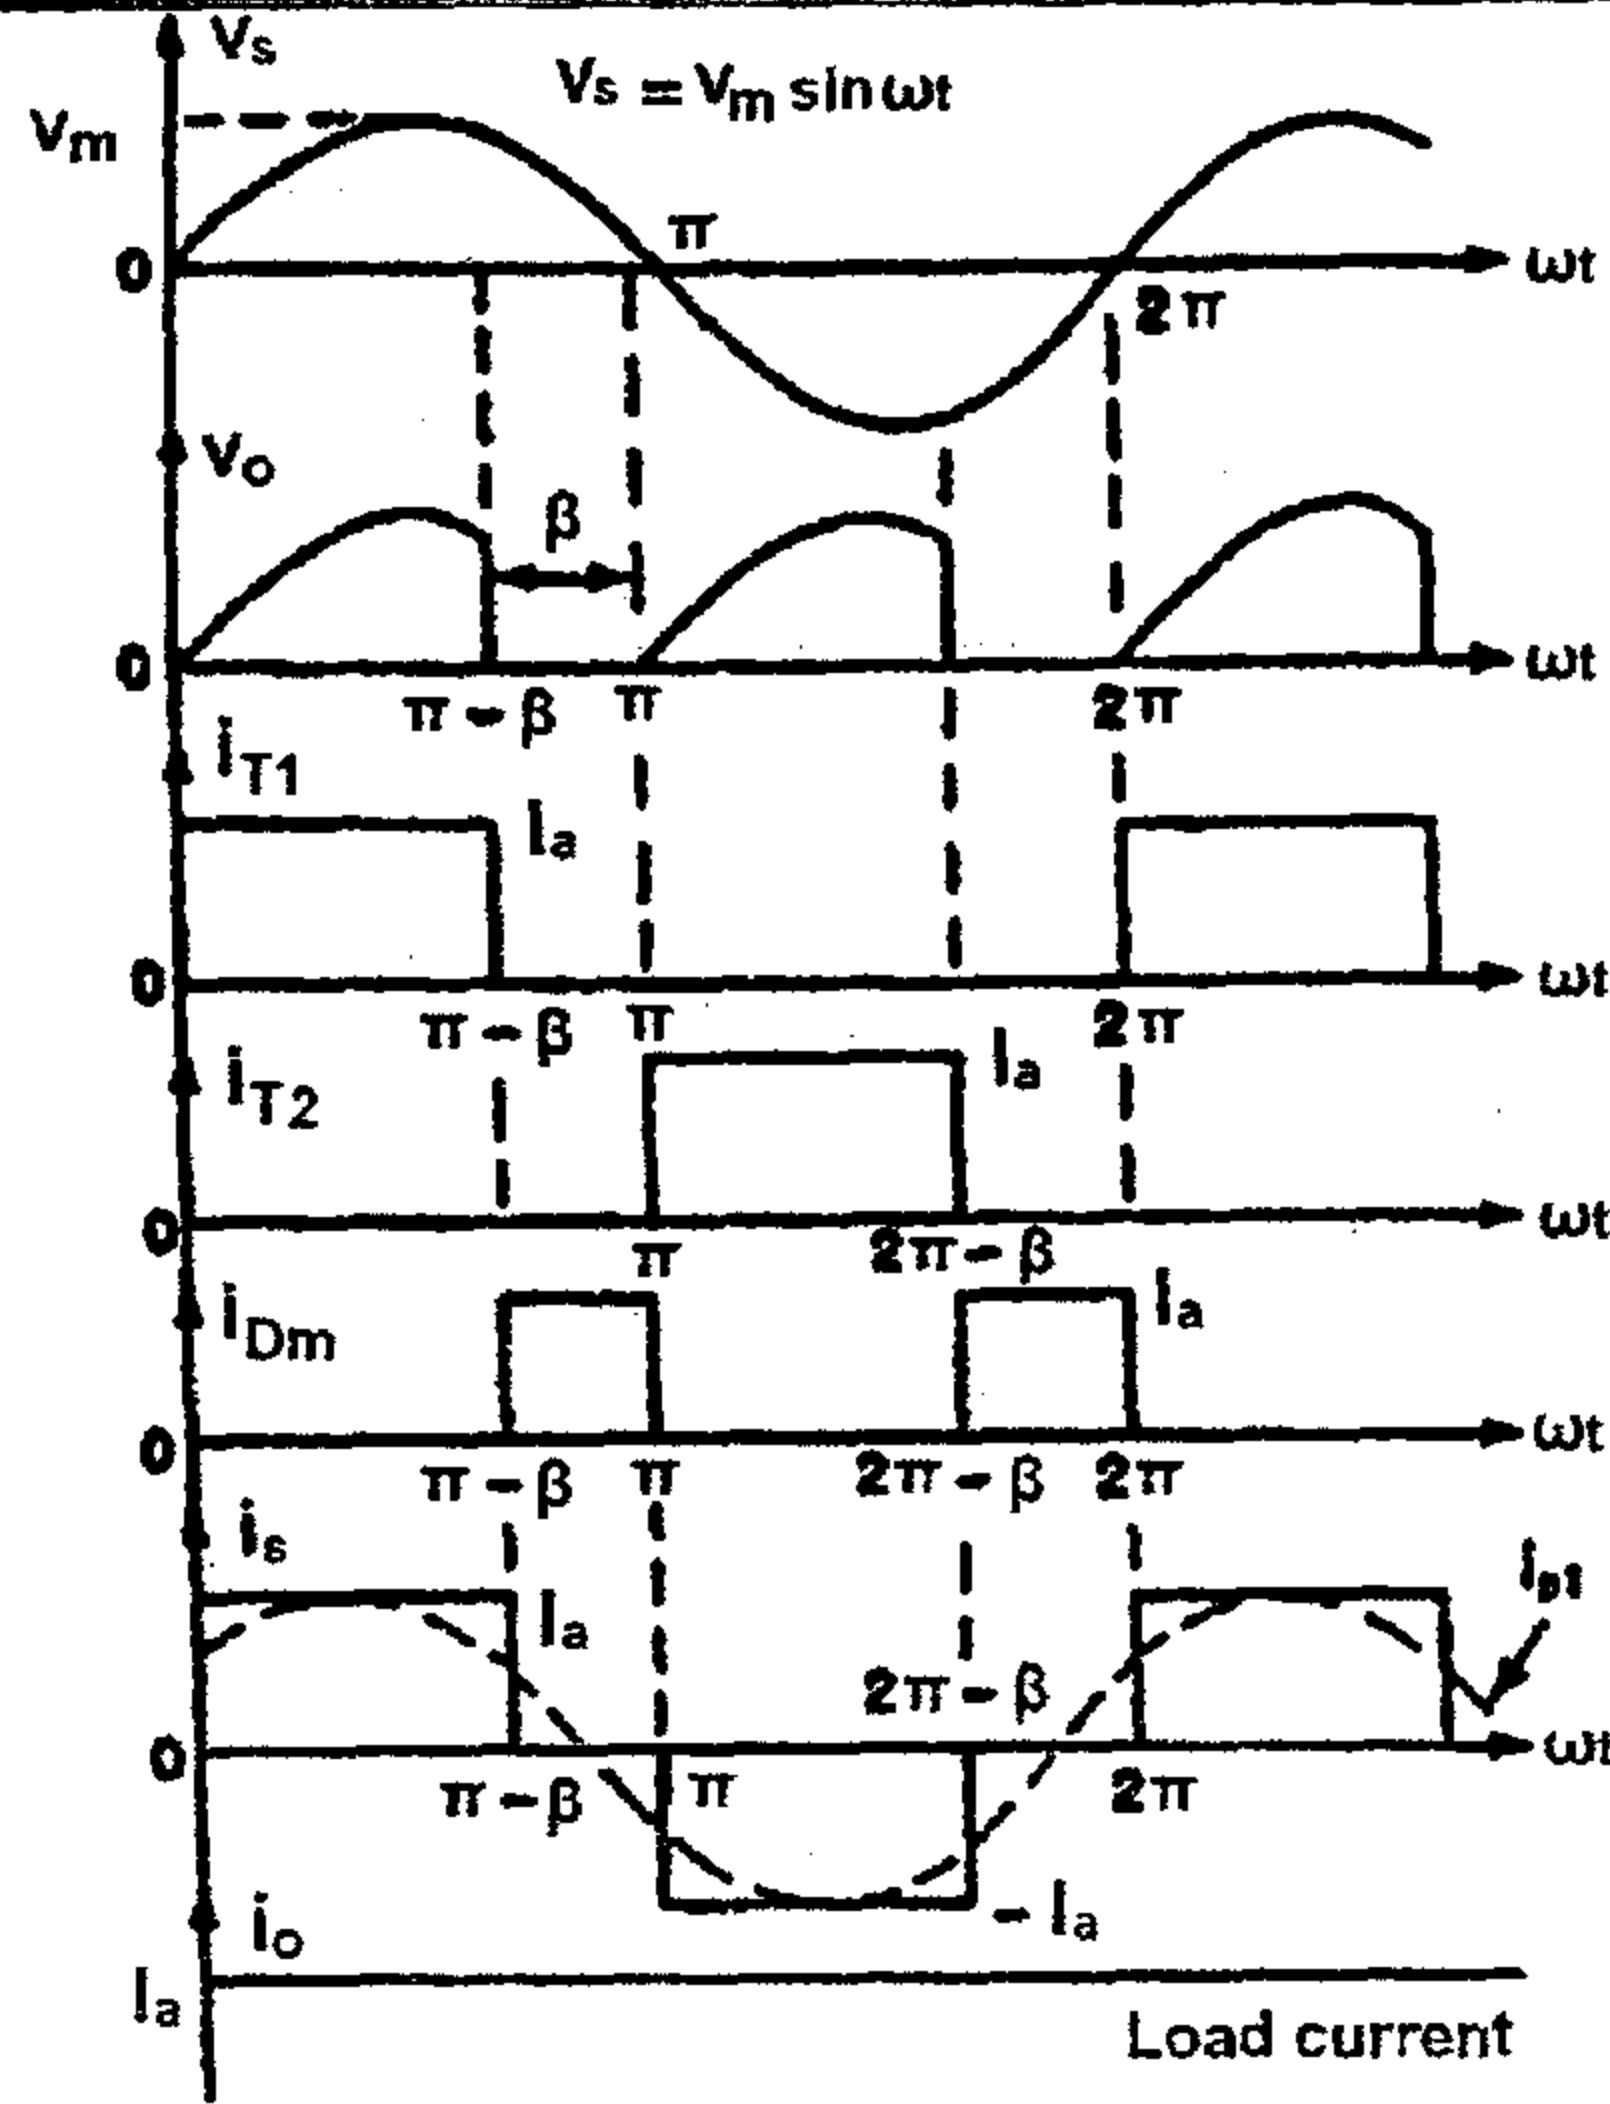 Vs
Vs = Vm sin ωt
Vm
π
0
ωt
2π
Vo
β
0
ωt
π - β
π
2π
iT1
Ia
0
ωt
π - β
π
2π
iT2
Ia
0
ωt
π
2π - β
iDm
Ia
0
ωt
π - β
π
2π - β
2π
is
is1
Ia
2π - β
0
ωt
π - β
π
2π
- Ia
io
Ia
Load current